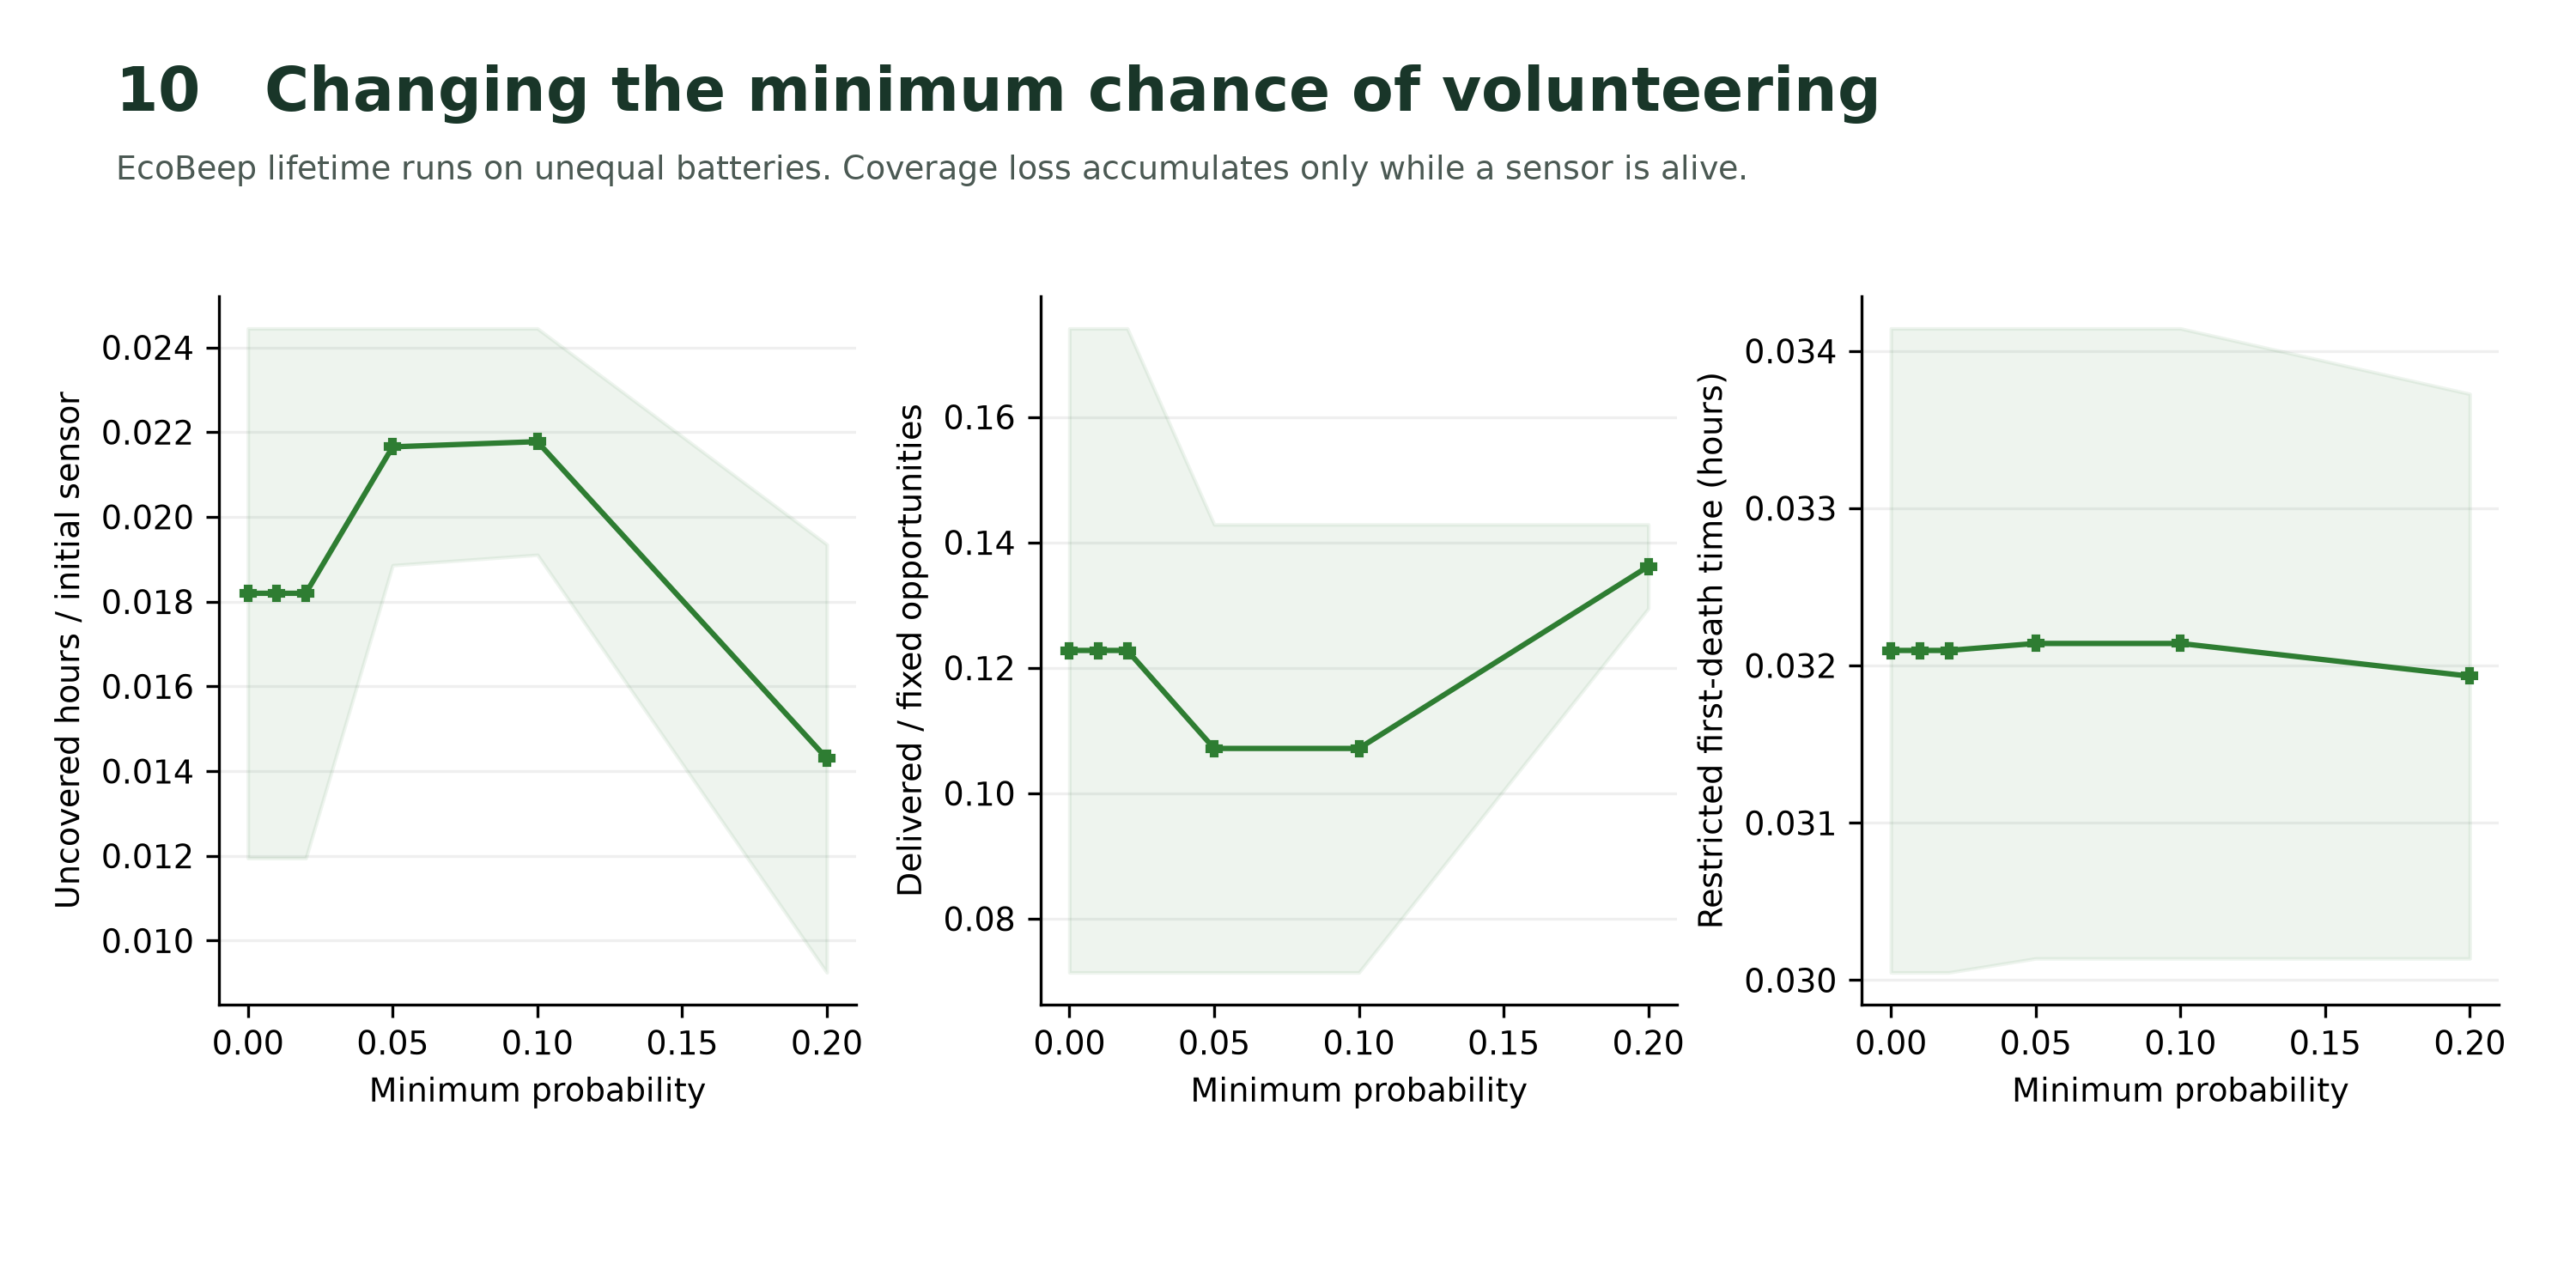 10 Changing the minimum chance of volunteering
EcoBeep lifetime runs on unequal batteries. Coverage loss accumulates only while a sensor is alive.
Uncovered hours / initial sensor
0.024
0.022
0.020
0.018
0.016
0.014
0.012
0.010
0.00 0.05 0.10 0.15 0.20
Minimum probability
Delivered / fixed opportunities
0.16
0.14
0.12
0.10
0.08
0.00 0.05 0.10 0.15 0.20
Minimum probability
Restricted first-death time (hours)
0.034
0.033
0.032
0.031
0.030
0.00 0.05 0.10 0.15 0.20
Minimum probability